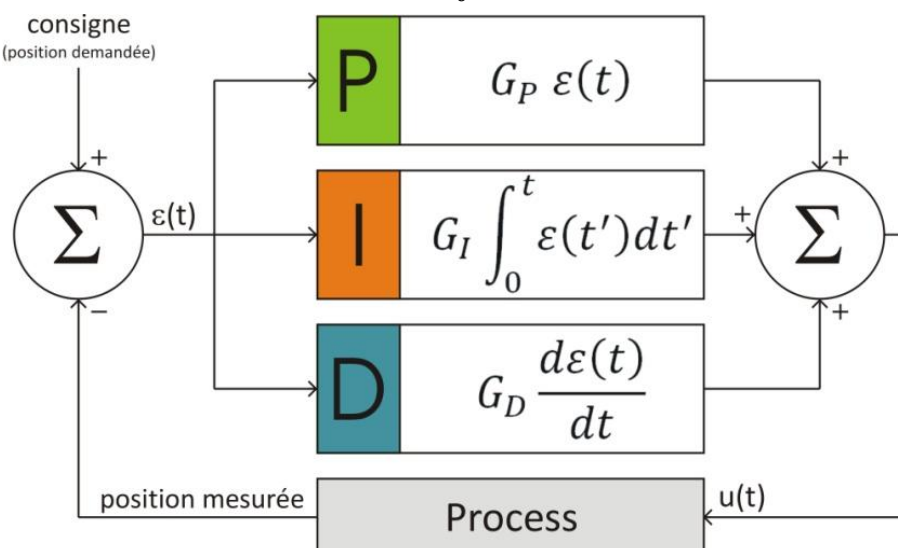 consigne
(position demandée)
+
P
G_P ε(t)
+
Σ
ε(t)
I
G_I ∫_0^t ε(t')dt'
+
Σ
−
+
D
G_D dε(t)/dt
position mesurée
Process
u(t)